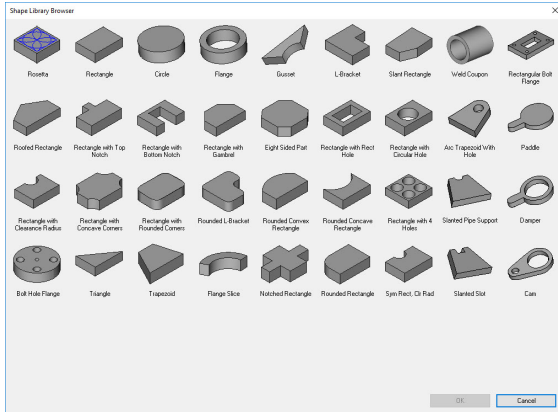 Shape Library Browser
Rosetta
Rectangle
Circle
Flange
Gusset
L-Bracket
Slant Rectangle
Weld Coupon
Rectangular Bolt
Flange
Roofed Rectangle
Rectangle with Top
Notch
Rectangle with
Bottom Notch
Rectangle with
Gambrel
Eight Sided Part
Rectangle with Rect
Hole
Rectangle with
Circular Hole
Arc Trapezoid With
Hole
Paddle
Rectangle with
Clearance Radius
Rectangle with
Concave Corners
Rectangle with
Rounded Corners
Rounded L-Bracket
Rounded Convex
Rectangle
Rounded Concave
Rectangle
Rectangle with 4
Holes
Slanted Pipe Support
Damper
Bolt Hole Flange
Triangle
Trapezoid
Flange Slice
Notched Rectangle
Rounded Rectangle
Sym Rect, Clr Rad
Slanted Slot
Cam
OK
Cancel